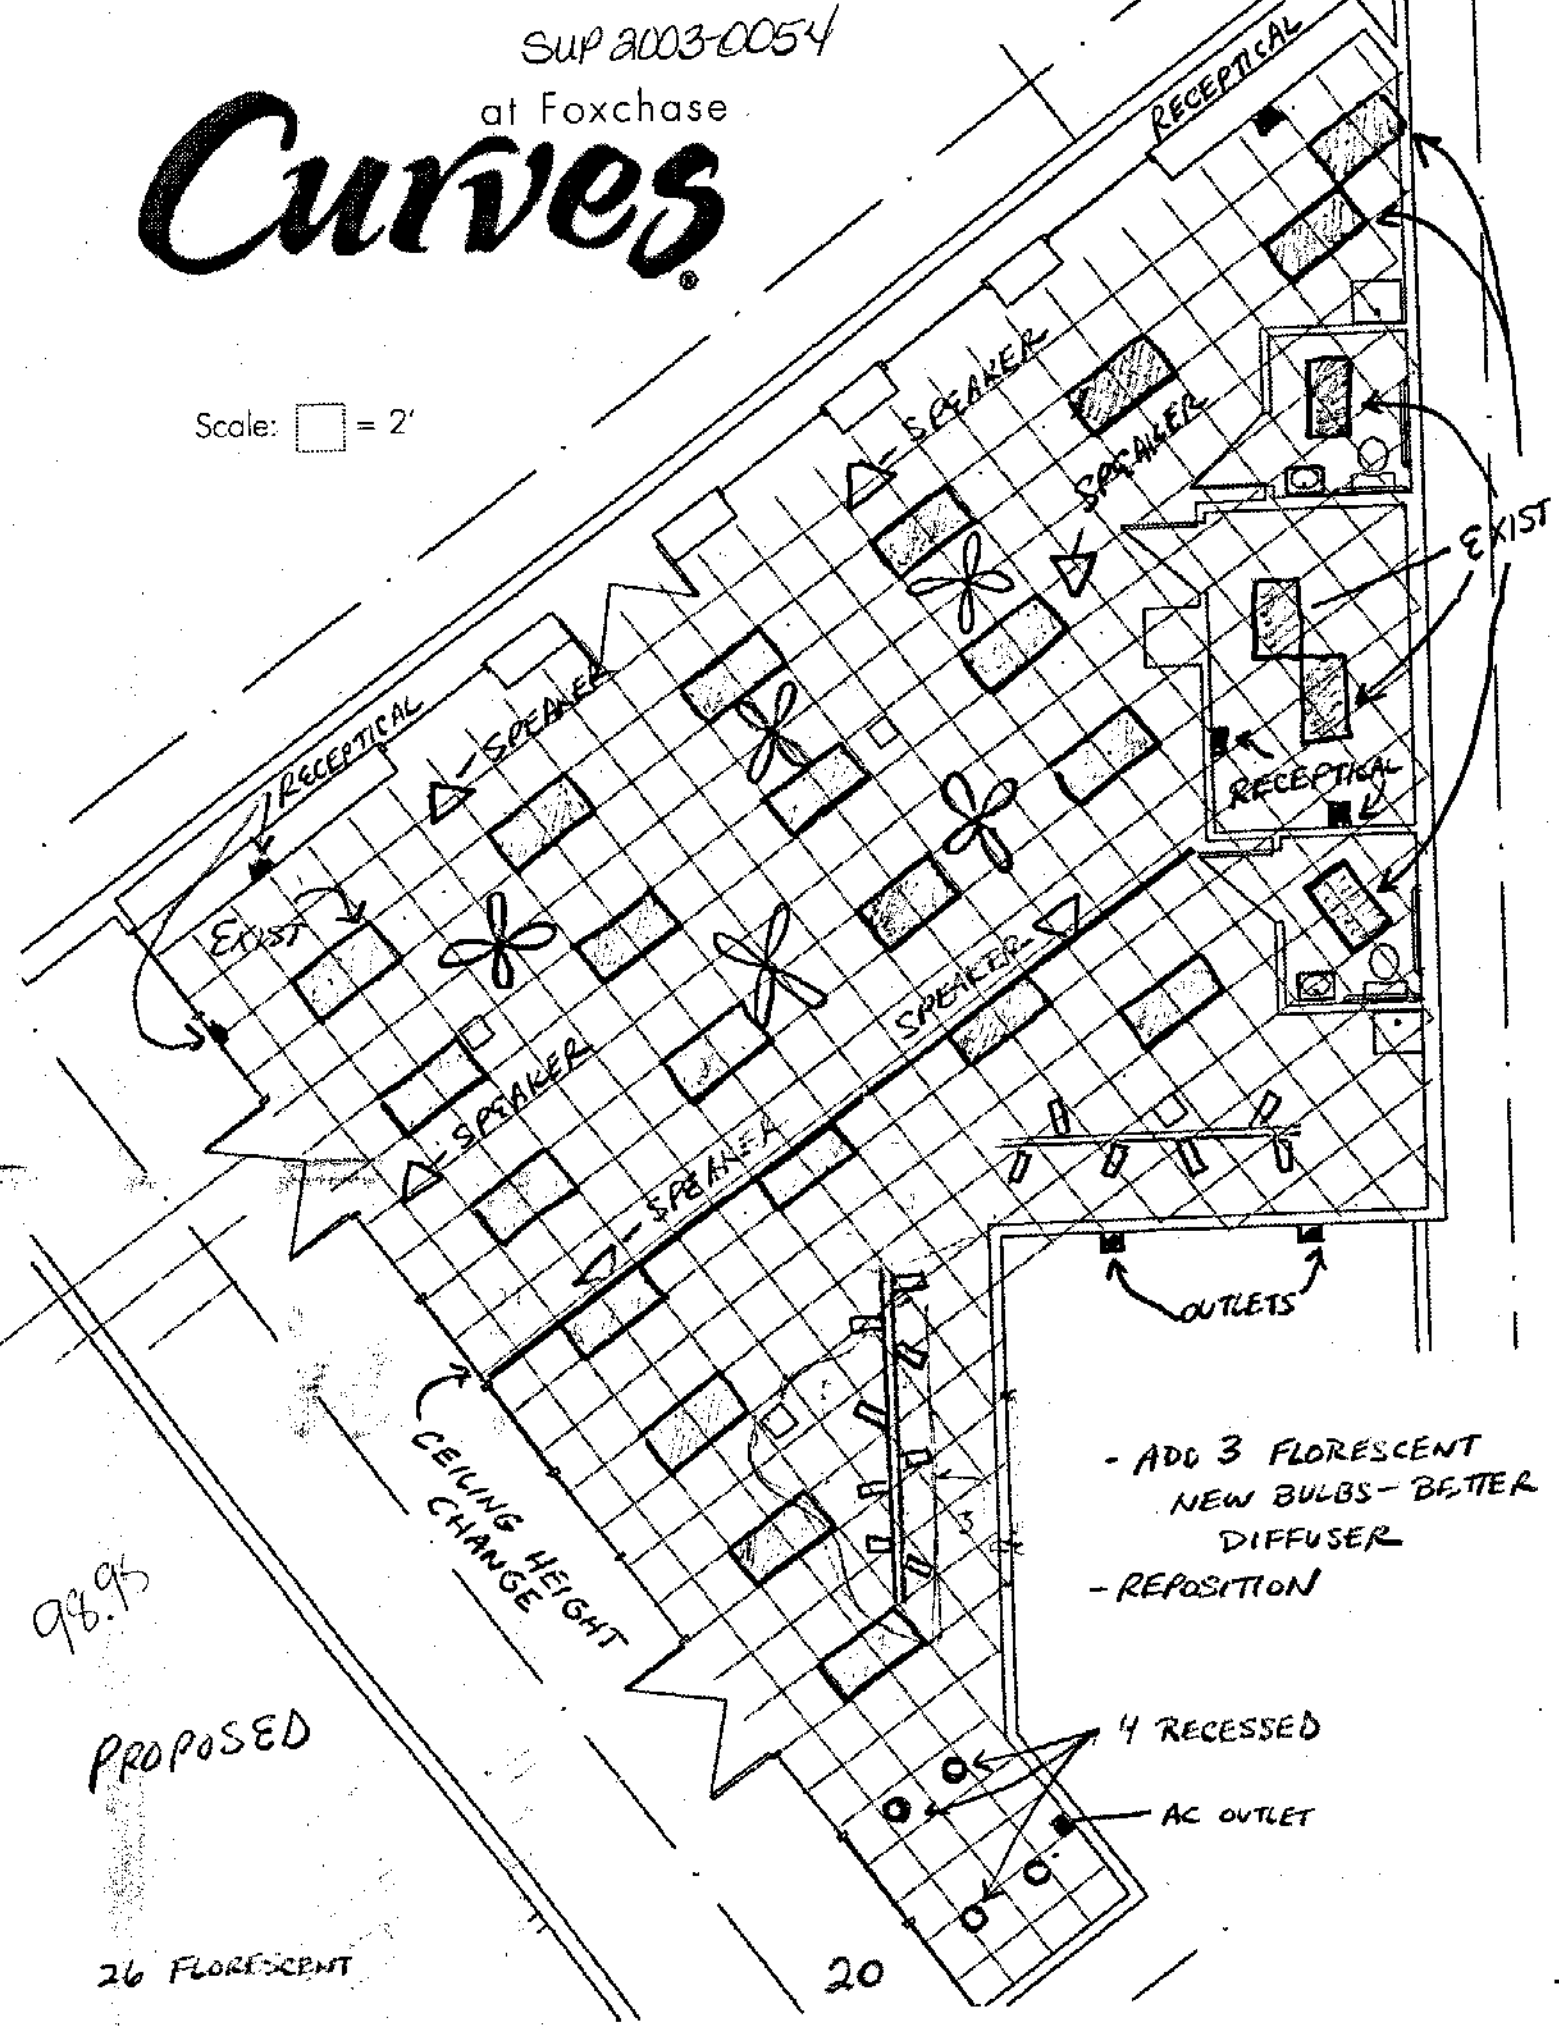 SUP 2003-0054
at Foxchase
Curves®
Scale: = 2'
RECEPTICAL
SPEAKER
SPEAKER
EXIST
SPEAKER
RECEPTICAL
RECEPTICAL
EXIST
SPEAKER
SPEAKER
SPEAKER
OUTLETS
CEILING HEIGHT
CHANGE
- ADD 3 FLORESCENT
NEW BULBS - BETTER
DIFFUSER
- REPOSITION
3
98.95
PROPOSED
4 RECESSED
AC OUTLET
26 FLORESCENT
20